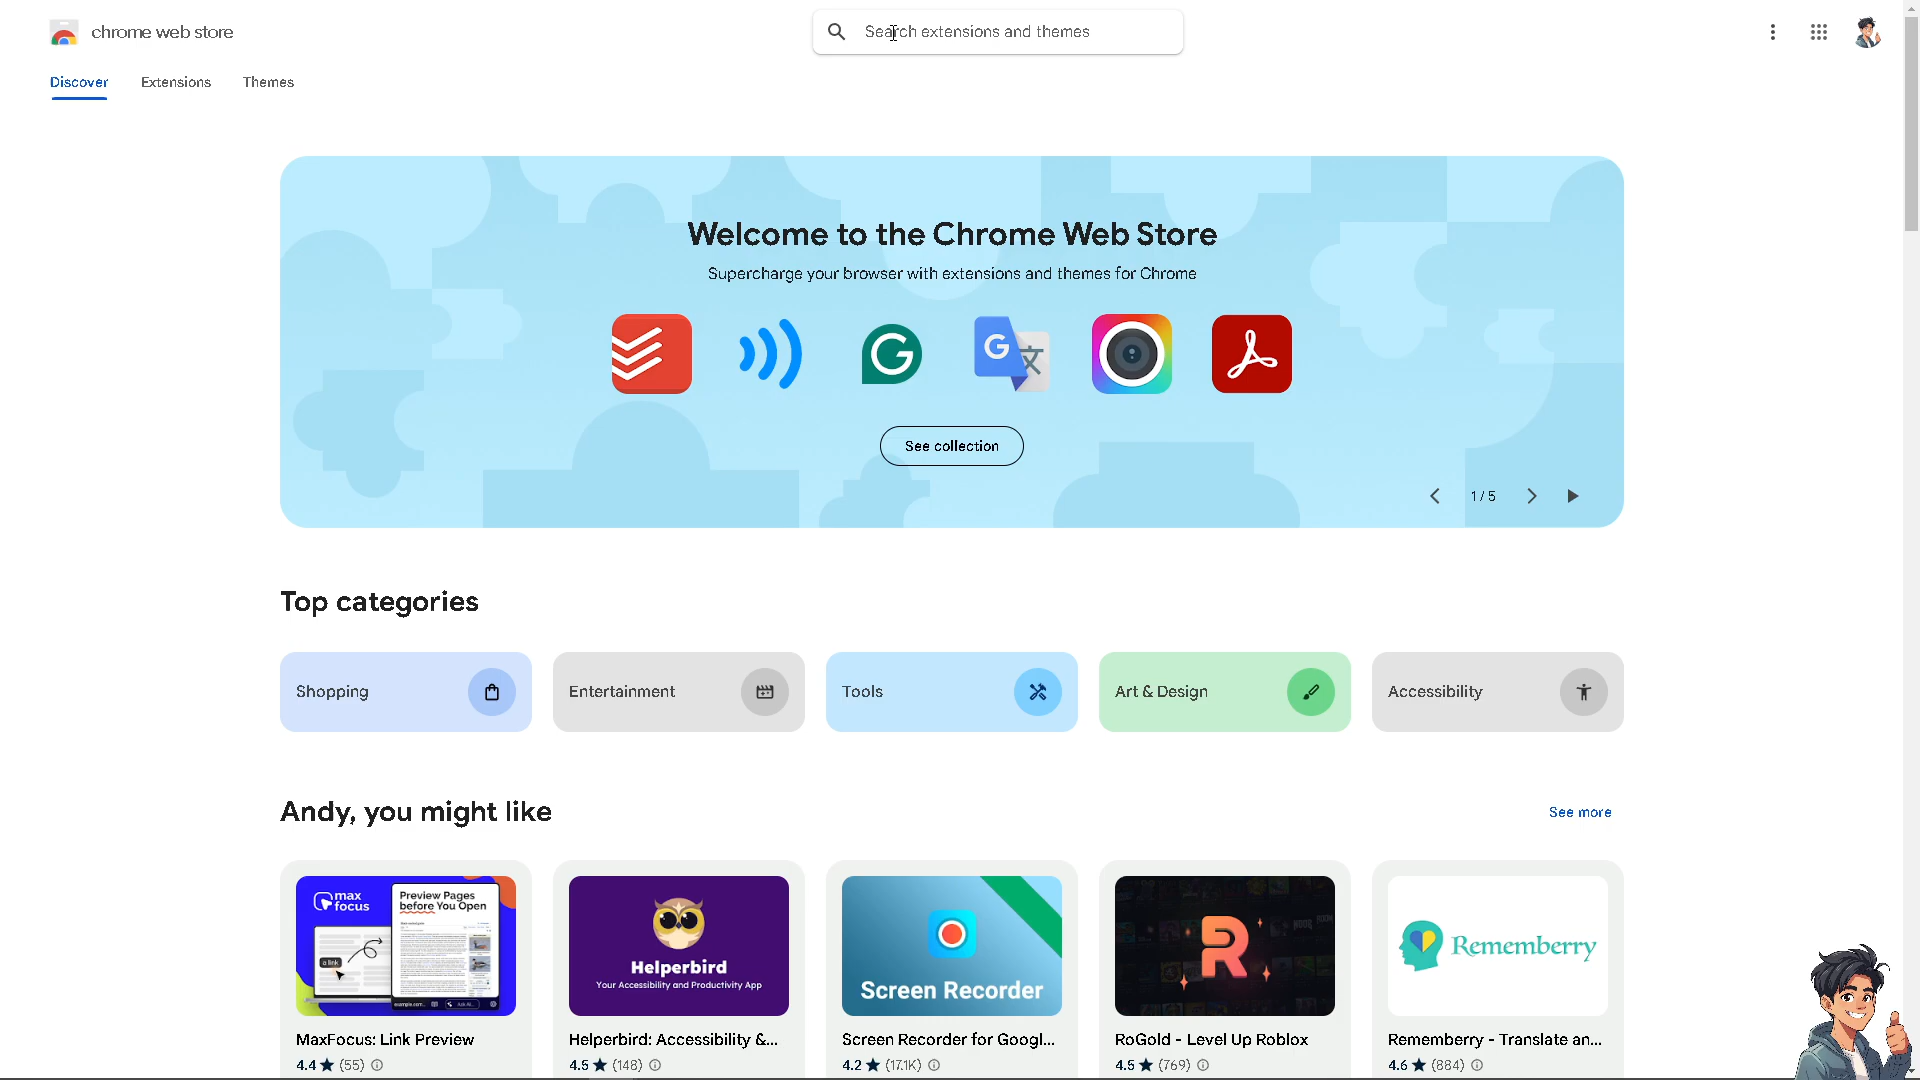 chrome web store
Search extensions and themes
Discover
Extensions
Themes
Welcome to the Chrome Web Store
Supercharge your browser with extensions and themes for Chrome
See collection
1 / 5
Top categories
Shopping
Entertainment
Tools
Art & Design
Accessibility
Andy, you might like
See more
max
focus
Preview Pages
before You Open
a link
Helperbird
Your Accessibility and Productivity App
Screen Recorder
Rememberry
MaxFocus: Link Preview
4.4 ★ (55)
Helperbird: Accessibility &...
4.5 ★ (148)
Screen Recorder for Googl...
4.2 ★ (17.1K)
RoGold - Level Up Roblox
4.5 ★ (769)
Rememberry - Translate an...
4.6 ★ (884)